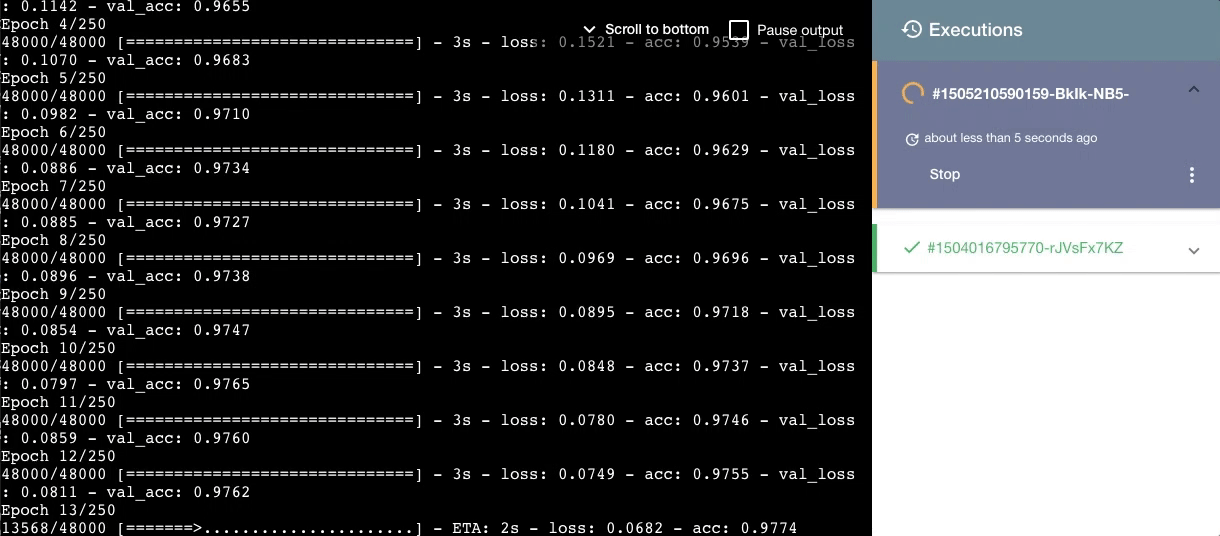 : 0.1142 - val_acc: 0.9655
Epoch 4/250
48000/48000 [==============================] - 3s - loss: 0.1521 - acc: 0.9539 - val_loss
: 0.1070 - val_acc: 0.9683
Epoch 5/250
48000/48000 [==============================] - 3s - loss: 0.1311 - acc: 0.9601 - val_loss
: 0.0982 - val_acc: 0.9710
Epoch 6/250
48000/48000 [==============================] - 3s - loss: 0.1180 - acc: 0.9629 - val_loss
: 0.0886 - val_acc: 0.9734
Epoch 7/250
48000/48000 [==============================] - 3s - loss: 0.1041 - acc: 0.9675 - val_loss
: 0.0885 - val_acc: 0.9727
Epoch 8/250
48000/48000 [==============================] - 3s - loss: 0.0969 - acc: 0.9696 - val_loss
: 0.0896 - val_acc: 0.9738
Epoch 9/250
48000/48000 [==============================] - 3s - loss: 0.0895 - acc: 0.9718 - val_loss
: 0.0854 - val_acc: 0.9747
Epoch 10/250
48000/48000 [==============================] - 3s - loss: 0.0848 - acc: 0.9737 - val_loss
: 0.0797 - val_acc: 0.9765
Epoch 11/250
48000/48000 [==============================] - 3s - loss: 0.0780 - acc: 0.9746 - val_loss
: 0.0859 - val_acc: 0.9760
Epoch 12/250
48000/48000 [==============================] - 3s - loss: 0.0749 - acc: 0.9755 - val_loss
: 0.0811 - val_acc: 0.9762
Epoch 13/250
13568/48000 [=======>......................] - ETA: 2s - loss: 0.0682 - acc: 0.9774
Scroll to bottom
Pause output
Executions
#1505210590159-BkIk-NB5-
about less than 5 seconds ago
Stop
#1504016795770-rJVsFx7KZ